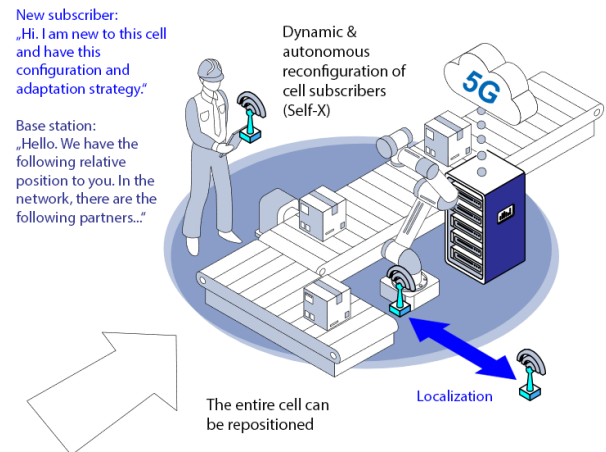 New subscriber:
„Hi. I am new to this cell
and have this
configuration and
adaptation strategy.“
Base station:
„Hello. We have the
following relative
position to you. In the
network, there are the
following partners...“
Dynamic &
autonomous
reconfiguration of
cell subscribers
(Self-X)
5G
Localization
The entire cell can
be repositioned